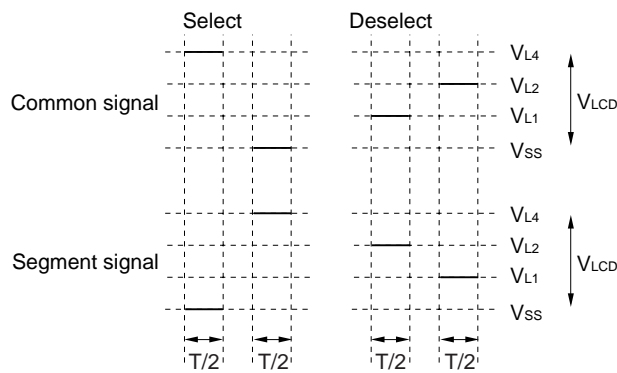 Select Deselect
VL4
VL2
Common signal VLCD
VL1
VSS
VL4
VL2
Segment signal VLCD
VL1
VSS
T/2 T/2 T/2 T/2